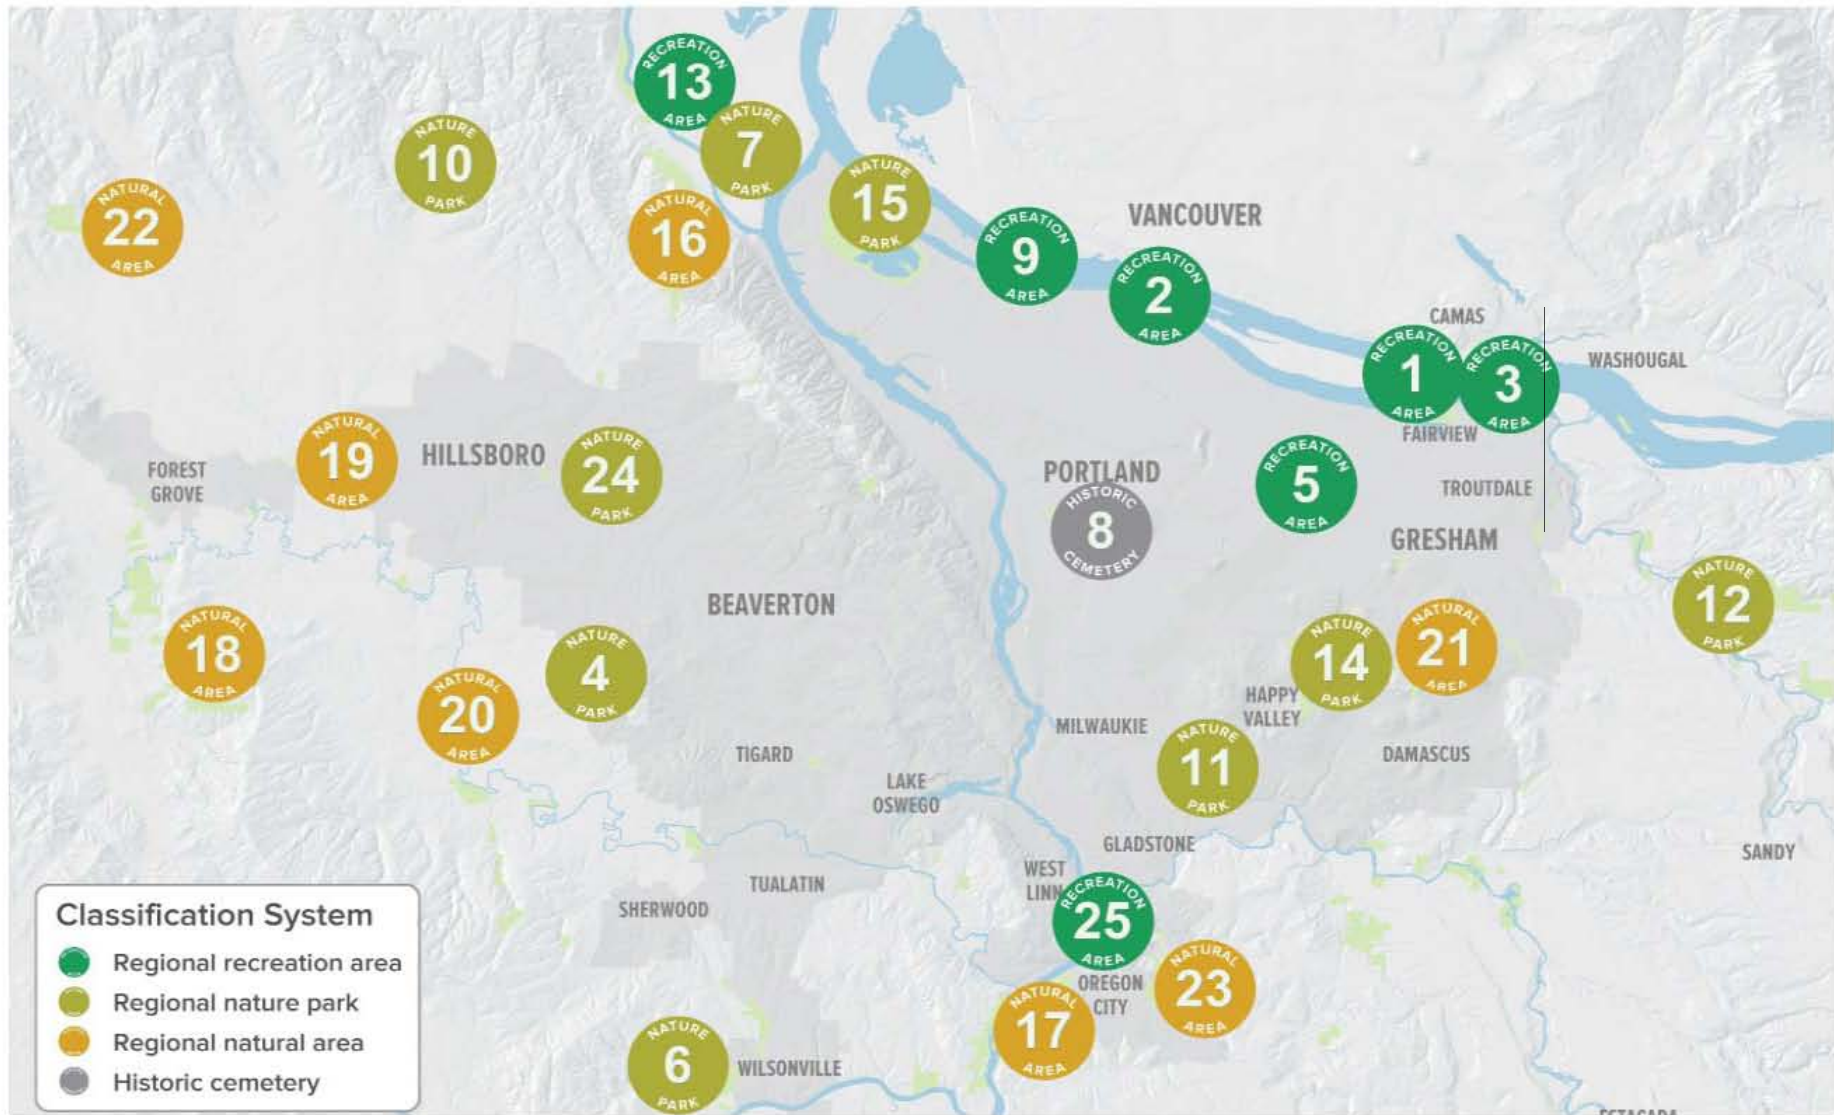 RECREATION
13
AREA
NATURE
7
PARK
NATURE
10
PARK
NATURE
15
PARK
NATURAL
22
AREA
NATURAL
16
AREA
VANCOUVER
RECREATION
9
AREA
RECREATION
2
AREA
CAMAS
RECREATION
1
AREA
RECREATION
3
AREA
WASHOUGAL
FAIRVIEW
NATURAL
19
AREA
HILLSBORO
NATURE
24
PARK
FOREST
GROVE
PORTLAND
HISTORIC
8
CEMETERY
RECREATION
5
AREA
TROUTDALE
GRESHAM
NATURE
12
PARK
BEAVERTON
NATURAL
18
AREA
NATURE
4
PARK
NATURAL
20
AREA
NATURE
14
PARK
NATURAL
21
AREA
HAPPY
VALLEY
MILWAUKIE
TIGARD
NATURE
11
PARK
DAMASCUS
LAKE
OSWEGO
GLADSTONE
SANDY
WEST
LINN
TUALATIN
SHERWOOD
RECREATION
25
AREA
OREGON
CITY
NATURAL
23
AREA
NATURAL
17
AREA
NATURE
6
PARK
WILSONVILLE
Classification System
Regional recreation area
Regional nature park
Regional natural area
Historic cemetery